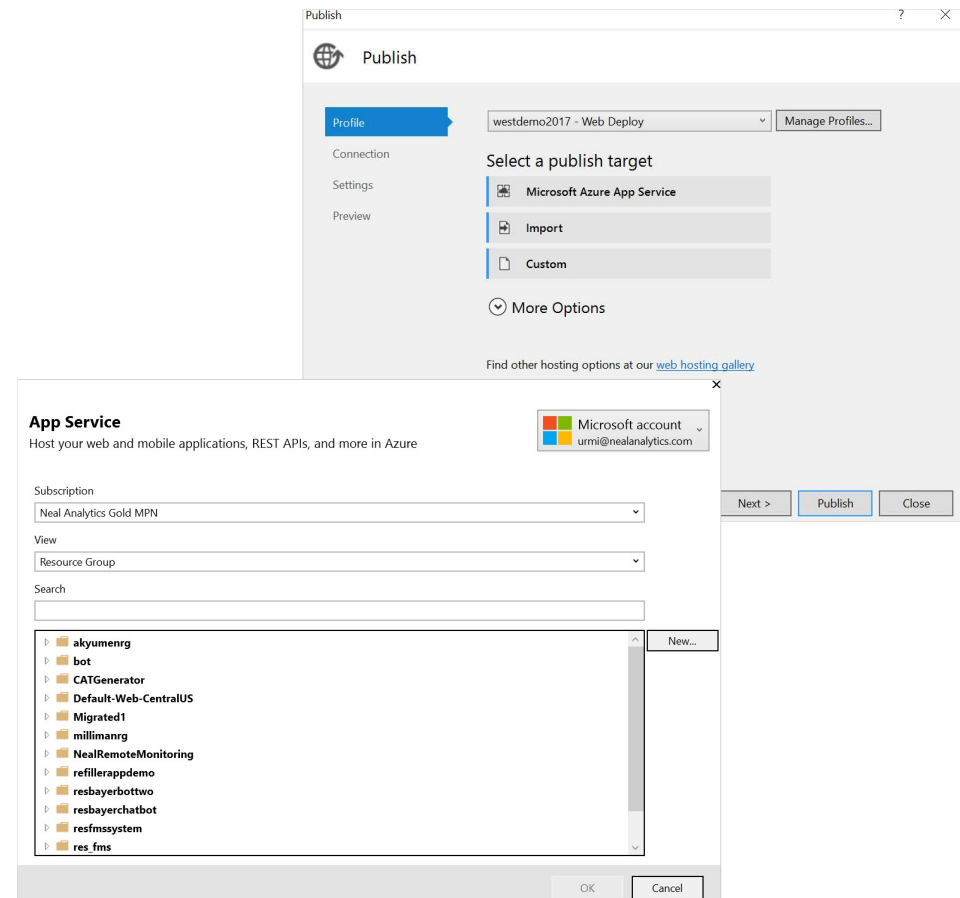 Publish
?
Publish
Profile
westdemo2017 - Web Deploy
Manage Profiles...
Connection
Select a publish target
Settings
Microsoft Azure App Service
Preview
Import
Custom
More Options
Find other hosting options at our web hosting gallery
Next >
Publish
Close
App Service
Host your web and mobile applications, REST APIs, and more in Azure
Microsoft account
urmi@nealanalytics.com
Subscription
Neal Analytics Gold MPN
View
Resource Group
Search
New...
akyumenrg
bot
CATGenerator
Default-Web-CentralUS
Migrated1
millimanrg
NealRemoteMonitoring
refillerappdemo
resbayerbottwo
resbayerchatbot
resfmssystem
res_fms
OK
Cancel